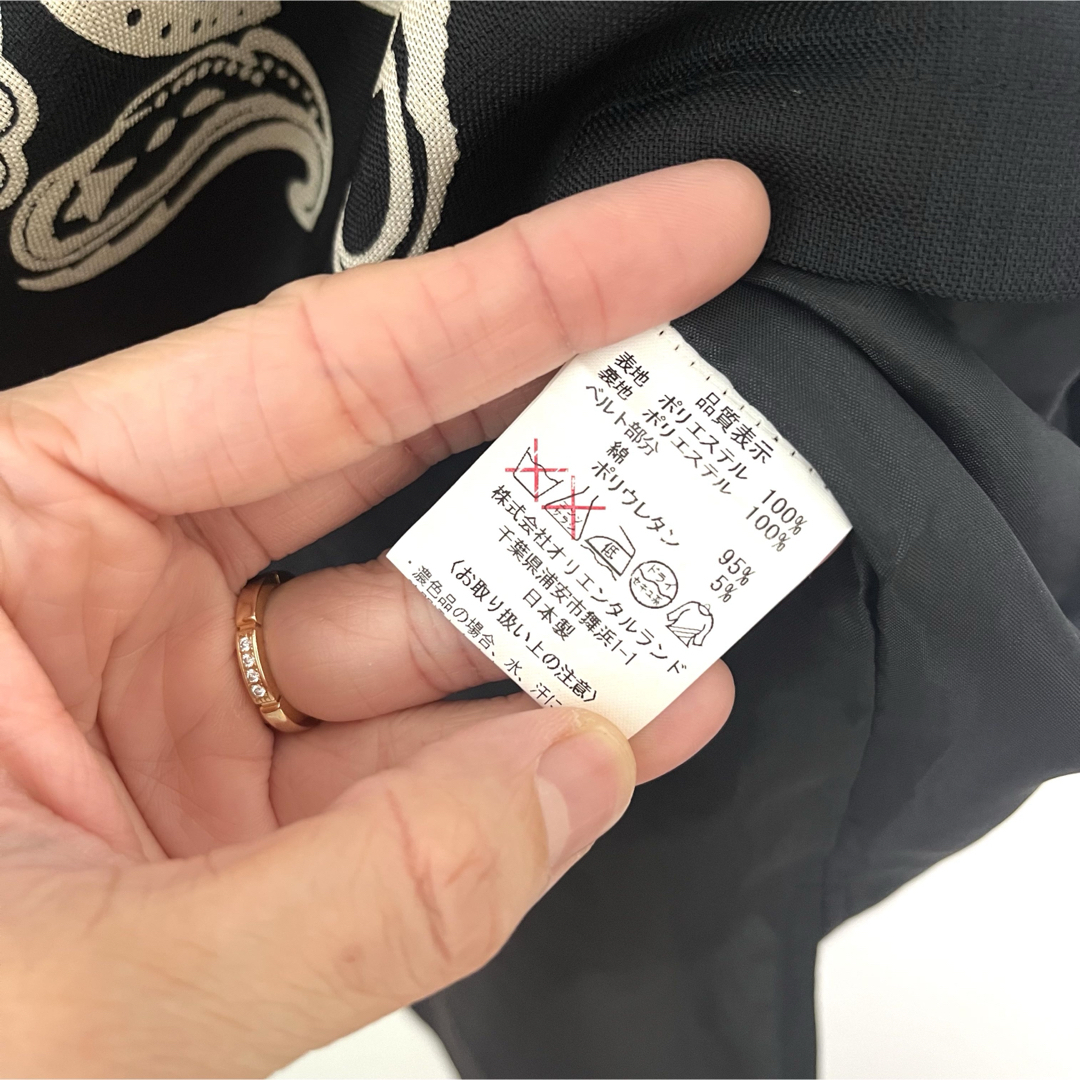 品質表示
表地 ポリエステル 100%
裏地 ポリエステル 100%
ベルト部分
綿 95%
ポリウレタン 5%
低 ドライ
株式会社オリエンタルランド
千葉県浦安市舞浜1-1
日本製
〈お取り扱い上の注意〉
・濃色品の場合、水、汗に